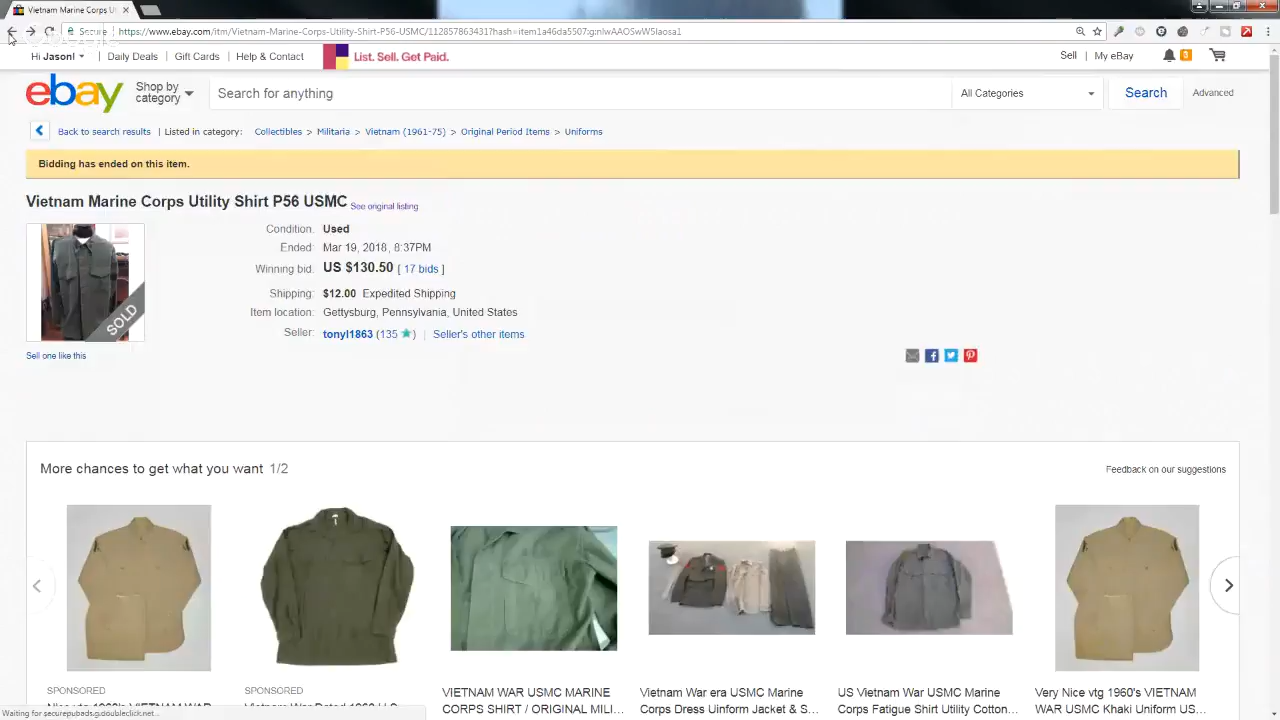 Vietnam Marine Corps U
Secure
https://www.ebay.com/itm/Vietnam-Marine-Corps-Utility-Shirt-P56-USMC/112857863431?hash=item1a46da5507:g:nIwAAOSwW5Iaosa1
Hi Jason!
Daily Deals
Gift Cards
Help & Contact
List. Sell. Get Paid.
Sell
My eBay
ebay
Shop by category
Search for anything
All Categories
Search
Advanced
Back to search results | Listed in category: Collectibles > Militaria > Vietnam (1961-75) > Original Period Items > Uniforms
Bidding has ended on this item.
Vietnam Marine Corps Utility Shirt P56 USMC See original listing
Condition: Used
Ended: Mar 19, 2018, 8:37PM
Winning bid: US $130.50 [ 17 bids ]
Shipping: $12.00 Expedited Shipping
Item location: Gettysburg, Pennsylvania, United States
Seller: tonyl1863 (135 ) | Seller's other items
SOLD
Sell one like this
More chances to get what you want 1/2
Feedback on our suggestions
SPONSORED
SPONSORED
VIETNAM WAR USMC MARINE
CORPS SHIRT / ORIGINAL MILI...
Vietnam War era USMC Marine
Corps Dress Uinform Jacket & S...
US Vietnam War USMC Marine
Corps Fatigue Shirt Utility Cotton...
Very Nice vtg 1960's VIETNAM
WAR USMC Khaki Uniform US...
Waiting for securepubads.g.doubleclick.net...